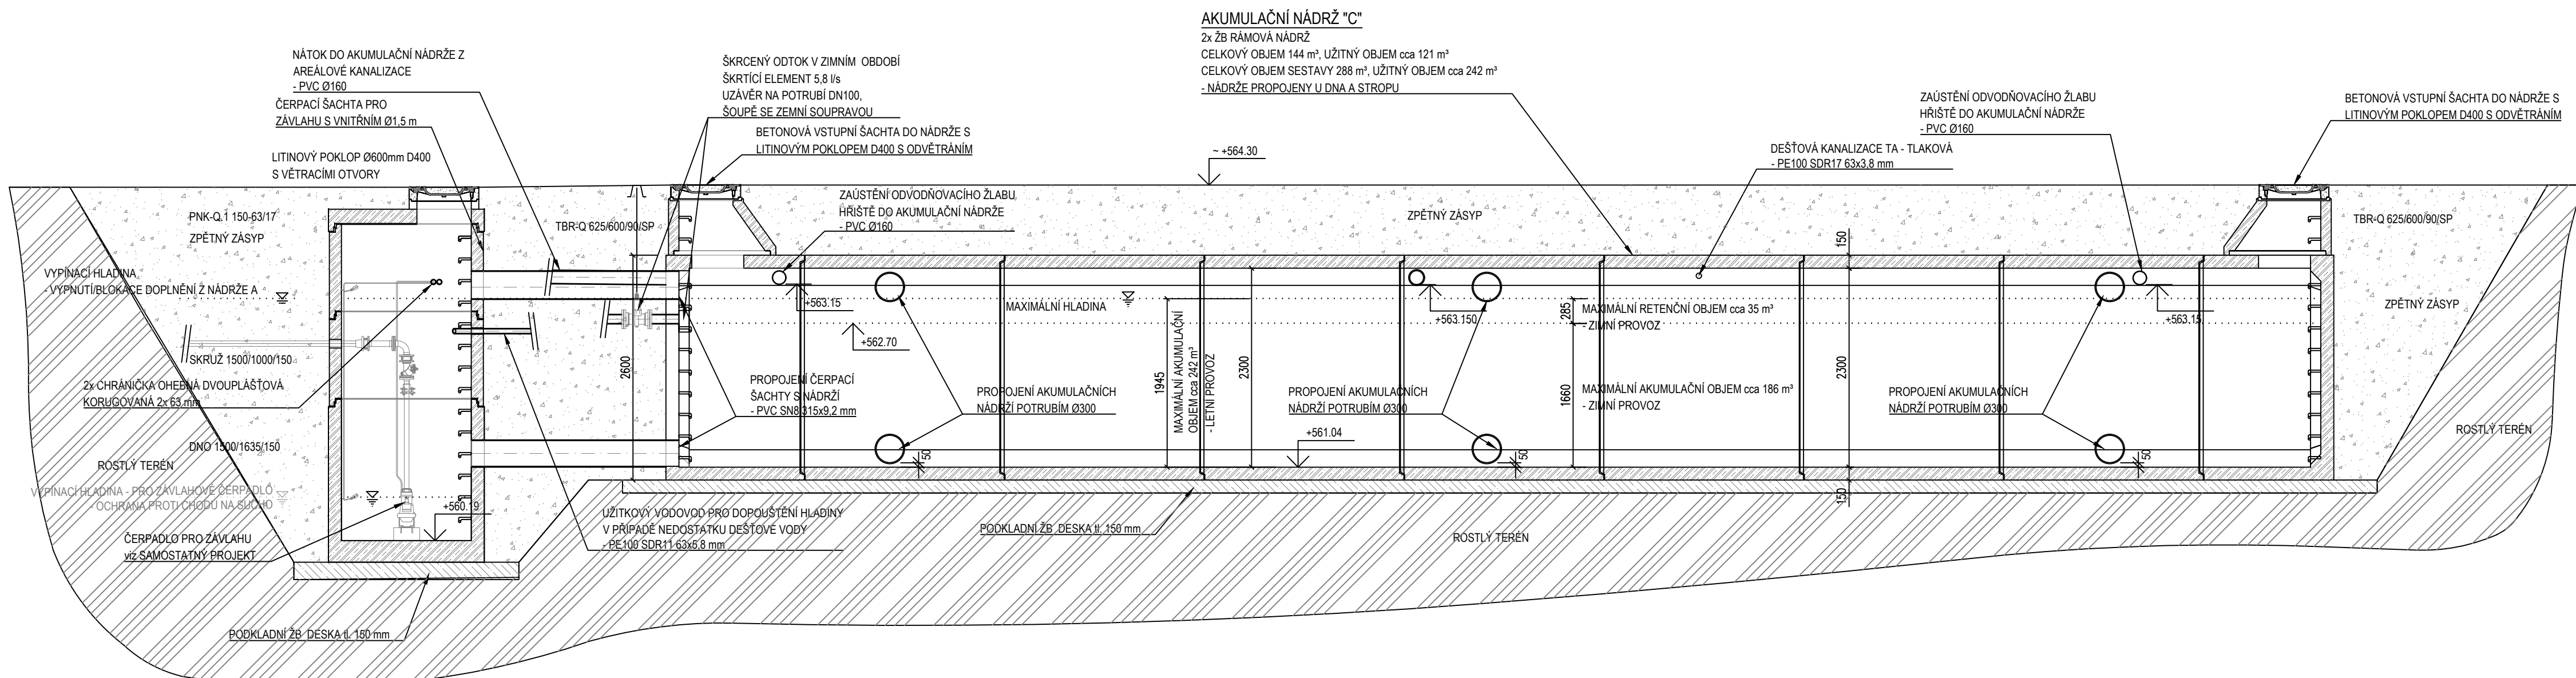 AKUMULAČNÍ NÁDRŽ "C"
2x ŽB RÁMOVÁ NÁDRŽ
CELKOVÝ OBJEM 144 m³, UŽITNÝ OBJEM cca 121 m³
CELKOVÝ OBJEM SESTAVY 288 m³, UŽITNÝ OBJEM cca 242 m³
- NÁDRŽE PROPOJENY U DNA A STROPU
NÁTOK DO AKUMULAČNÍ NÁDRŽE Z
AREÁLOVÉ KANALIZACE
- PVC Ø160
ČERPACÍ ŠACHTA PRO
ZÁVLAHU S VNITŘNÍM Ø1,5 m
LITINOVÝ POKLOP Ø600mm D400
S VĚTRACÍMI OTVORY
ŠKRCENÝ ODTOK V ZIMNÍM OBDOBÍ
ŠKRTÍCÍ ELEMENT 5,8 l/s
UZÁVĚR NA POTRUBÍ DN100,
ŠOUPĚ SE ZEMNÍ SOUPRAVOU
BETONOVÁ VSTUPNÍ ŠACHTA DO NÁDRŽE S
LITINOVÝM POKLOPEM D400 S ODVĚTRÁNÍM
~ +564.30
DEŠŤOVÁ KANALIZACE TA - TLAKOVÁ
- PE100 SDR17 63x3,8 mm
ZAÚSTĚNÍ ODVODŇOVACÍHO ŽLABU
HŘIŠTĚ DO AKUMULAČNÍ NÁDRŽE
- PVC Ø160
BETONOVÁ VSTUPNÍ ŠACHTA DO NÁDRŽE S
LITINOVÝM POKLOPEM D400 S ODVĚTRÁNÍM
PNK-Q.1 150-63/17
ZPĚTNÝ ZÁSYP
TBR-Q 625/600/90/SP
ZAÚSTĚNÍ ODVODŇOVACÍHO ŽLABU
HŘIŠTĚ DO AKUMULAČNÍ NÁDRŽE
- PVC Ø160
ZPĚTNÝ ZÁSYP
150
TBR-Q 625/600/90/SP
VYPÍNACÍ HLADINA
- VYPNUTÍ/BLOKACE DOPLNĚNÍ Z NÁDRŽE A
+563.15
MAXIMÁLNÍ HLADINA
+563.150
285
MAXIMÁLNÍ RETENČNÍ OBJEM cca 35 m³
- ZIMNÍ PROVOZ
+563.15
ZPĚTNÝ ZÁSYP
+562.70
SKRUŽ 1500/1000/150
2600
1945
MAXIMÁLNÍ AKUMULAČNÍ
OBJEM cca 242 m³
- LETNÍ PROVOZ
2300
1660
2300
2x CHRÁNIČKA OHEBNÁ DVOUPLÁŠŤOVÁ
KORUGOVANÁ 2x 63 mm
PROPOJENÍ ČERPACÍ
ŠACHTY S NÁDRŽÍ
- PVC SN8 315x9,2 mm
PROPOJENÍ AKUMULAČNÍCH
NÁDRŽÍ POTRUBÍM Ø300
PROPOJENÍ AKUMULAČNÍCH
NÁDRŽÍ POTRUBÍM Ø300
MAXIMÁLNÍ AKUMULAČNÍ OBJEM cca 186 m³
- ZIMNÍ PROVOZ
PROPOJENÍ AKUMULAČNÍCH
NÁDRŽÍ POTRUBÍM Ø300
DNO 1500/1635/150
+561.04
ROSTLÝ TERÉN
ROSTLÝ TERÉN
50
50
50
VYPÍNACÍ HLADINA - PRO ZÁVLAHOVÉ ČERPADLO
- OCHRANA PROTI CHODU NA SUCHO
150
+560.19
UŽITKOVÝ VODOVOD PRO DOPOUŠTĚNÍ HLADINY
V PŘÍPADĚ NEDOSTATKU DEŠŤOVÉ VODY
- PE100 SDR11 63x5,8 mm
PODKLADNÍ ŽB DESKA tl. 150 mm
ROSTLÝ TERÉN
ČERPADLO PRO ZÁVLAHU
viz SAMOSTATNÝ PROJEKT
PODKLADNÍ ŽB DESKA tl. 150 mm